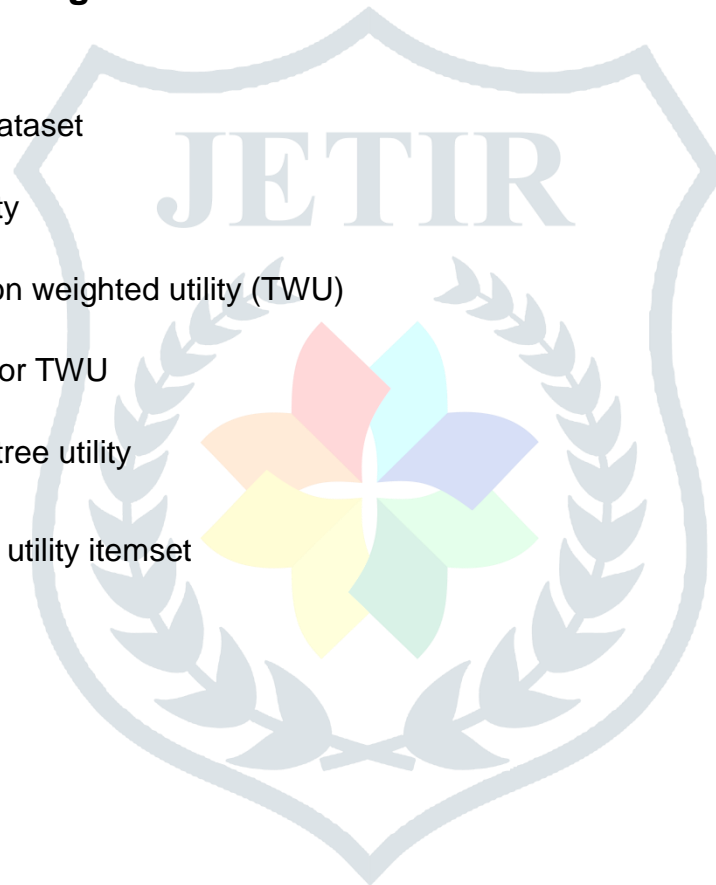 g
JETIR
ataset
ty
on weighted utility (TWU)
or TWU
tree utility
utility itemset